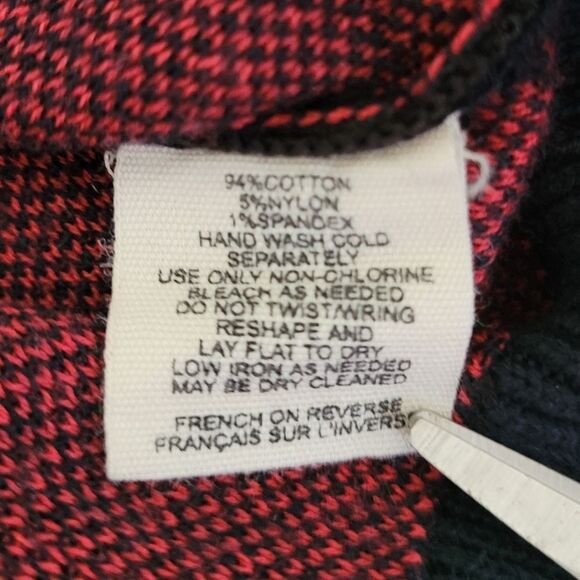 94%COTTON
5%NYLON
1%SPANDEX
HAND WASH COLD
SEPARATELY
USE ONLY NON-CHLORINE
BLEACH AS NEEDED
DO NOT TWIST/WRING
RESHAPE AND
LAY FLAT TO DRY
LOW IRON AS NEEDED
MAY BE DRY CLEANED
FRENCH ON REVERSE
FRANÇAIS SUR L'INVERS